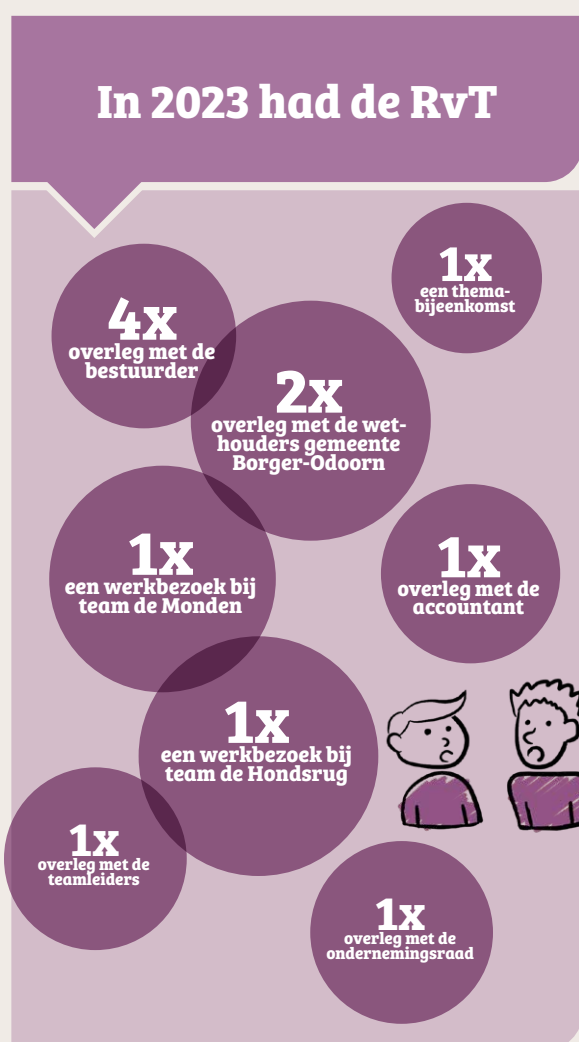 In 2023 had de RvT
1x
een thema-
bijeenkomst
4x
overleg met de
bestuurder
2x
overleg met de wet-
houders gemeente
Borger-Odoorn
1x
een werkbezoek bij
team de Monden
1x
overleg met de
accountant
1x
een werkbezoek bij
team de Hondsrug
1x
overleg met de
teamleiders
1x
overleg met de
ondernemingsraad